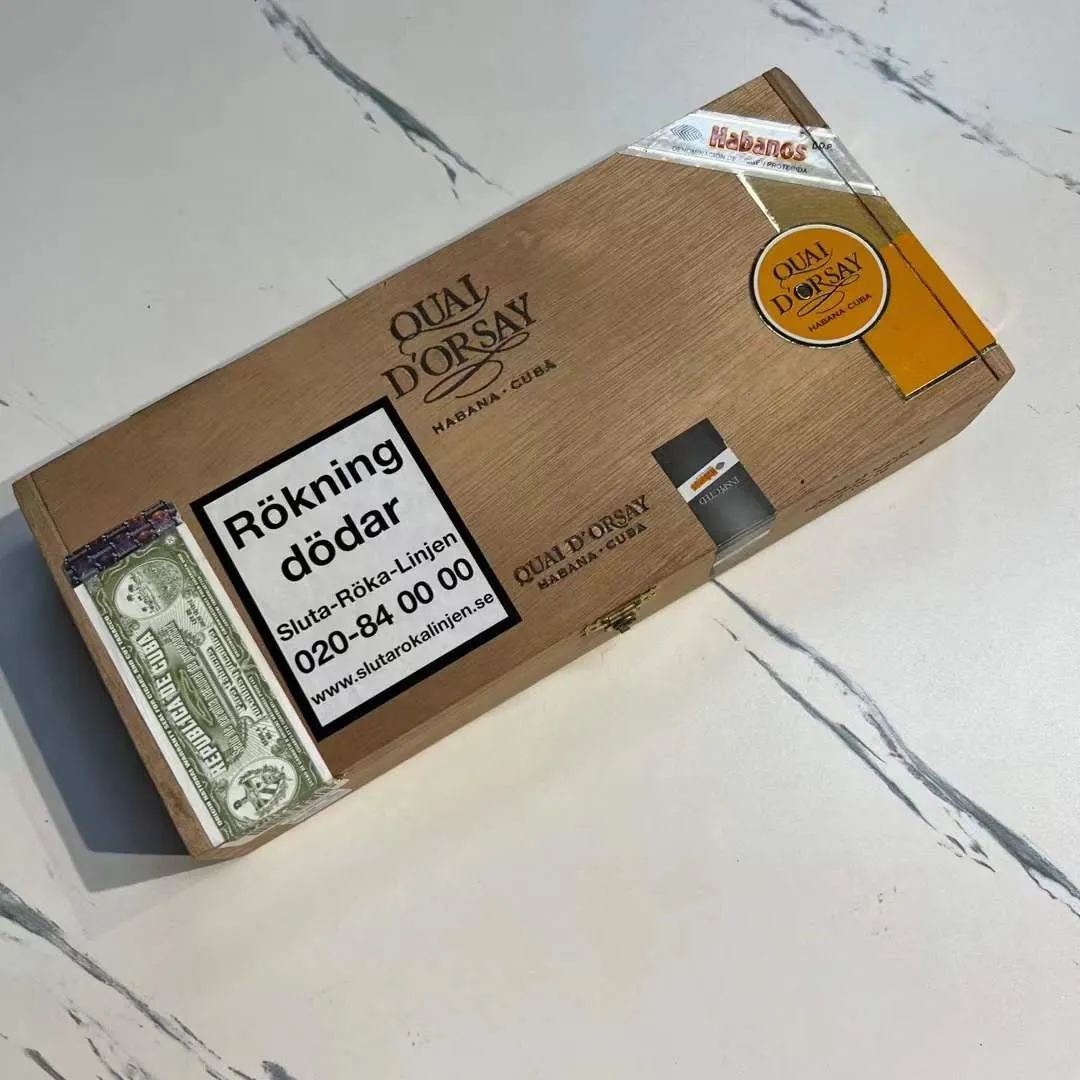 Habanos D.O.P.
QUAI
D'ORSAY
HABANA CUBA
QUAI
D'ORSAY
HABANA · CUBA
Rökning
dödar
Sluta-Röka-Linjen
020-84 00 00
www.slutarokalinjen.se
QUAI D'ORSAY
HABANA · CUBA
Habanos
REPUBLICA DE CUBA